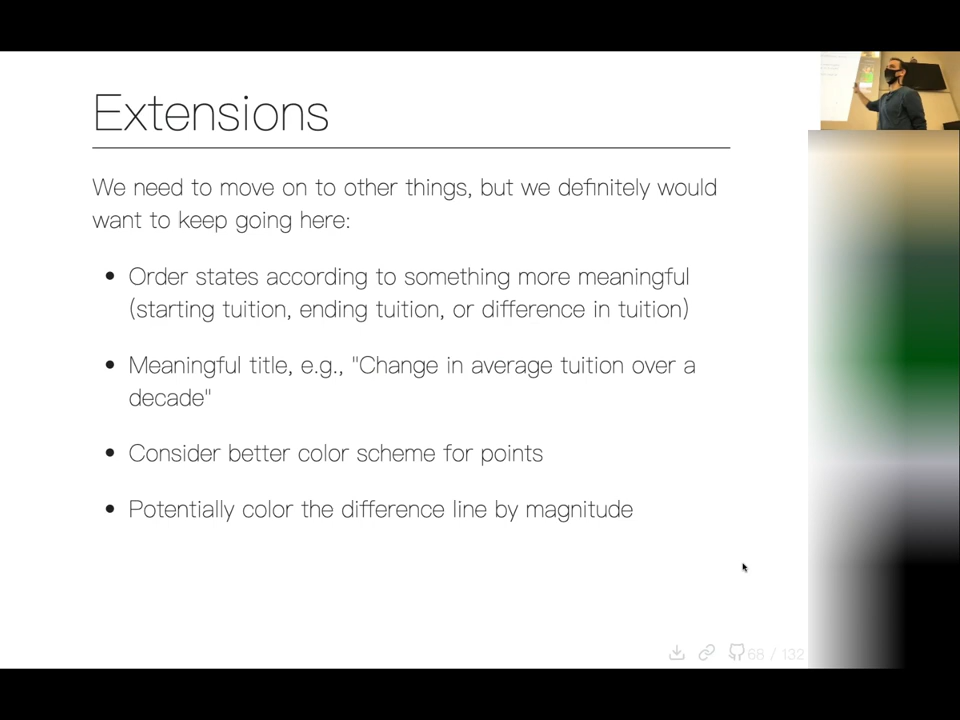 Extensions
We need to move on to other things, but we definitely would
want to keep going here:
• Order states according to something more meaningful
(starting tuition, ending tuition, or difference in tuition)
• Meaningful title, e.g., "Change in average tuition over a
decade"
• Consider better color scheme for points
• Potentially color the difference line by magnitude
68 / 132